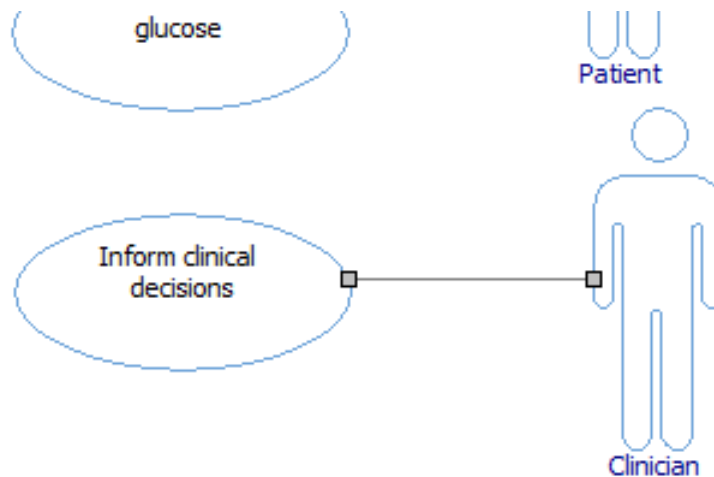 glucose
Patient
Inform clinical
decisions
Clinician